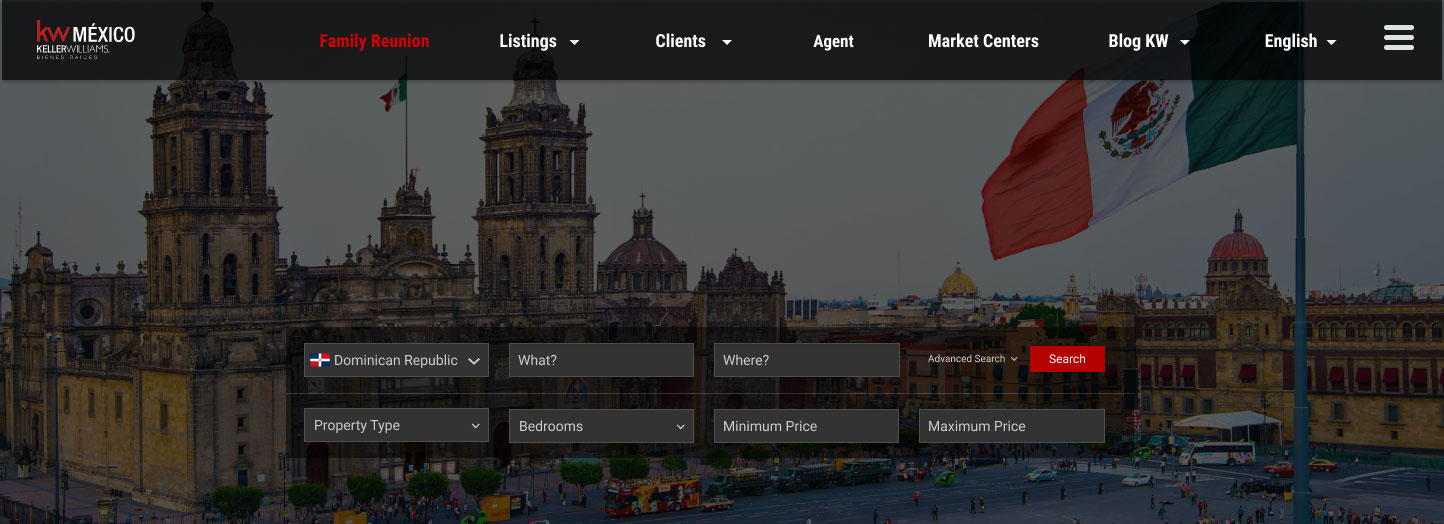 kw MÉXICO
KELLERWILLIAMS.
BIENES RAICES
Family Reunion
Listings
Clients
Agent
Market Centers
Blog KW
English
Dominican Republic
What?
Where?
Advanced Search
Search
Property Type
Bedrooms
Minimum Price
Maximum Price